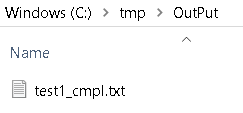 Windows (C:) > tmp > OutPut
Name
test1_cmpl.txt